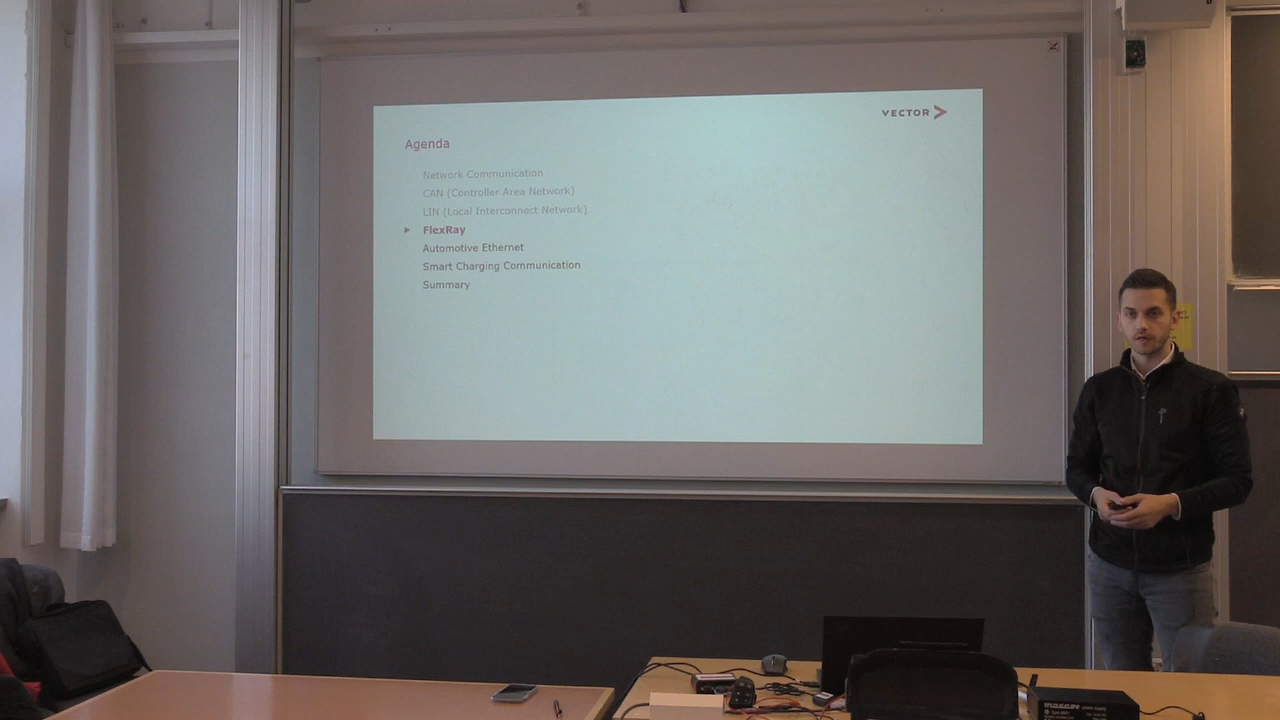 VECTOR
Agenda
Network Communication
CAN (Controller Area Network)
LIN (Local Interconnect Network)
FlexRay
Automotive Ethernet
Smart Charging Communication
Summary